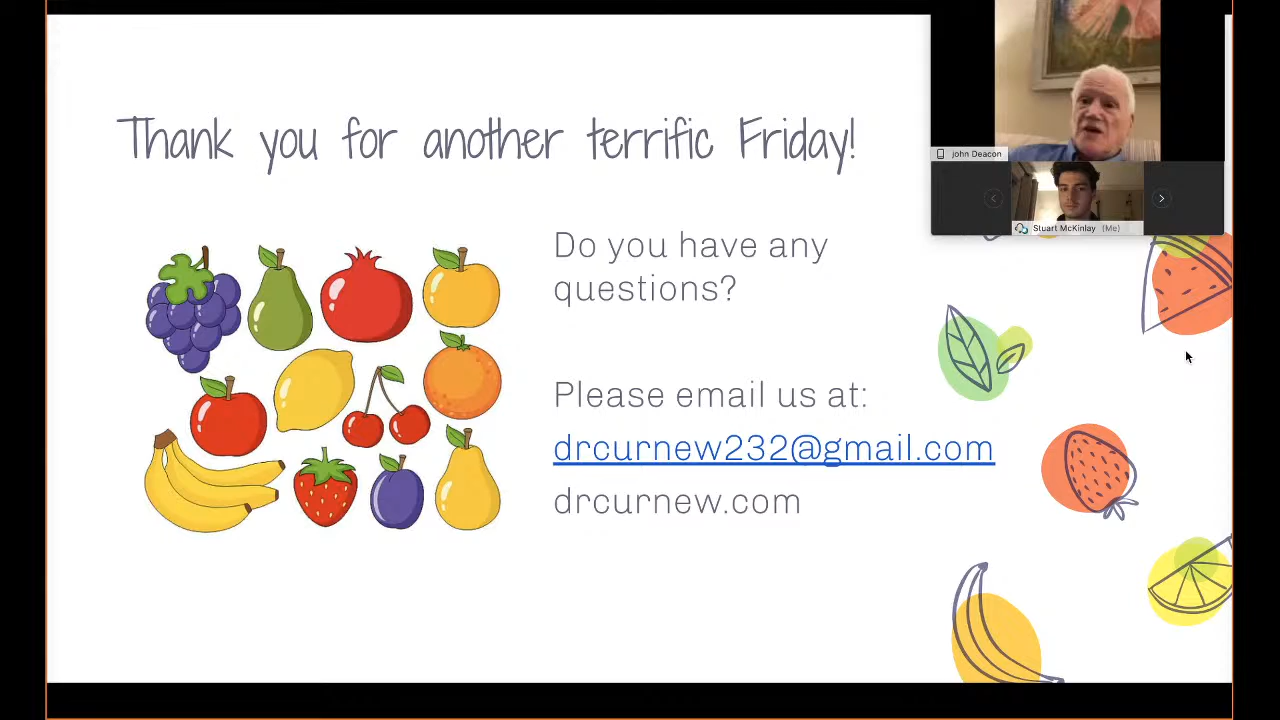 Thank you for another terrific Friday!
john Deacon
Stuart McKinlay (Me)
Do you have any
questions?
Please email us at:
drcurnew232@gmail.com
drcurnew.com